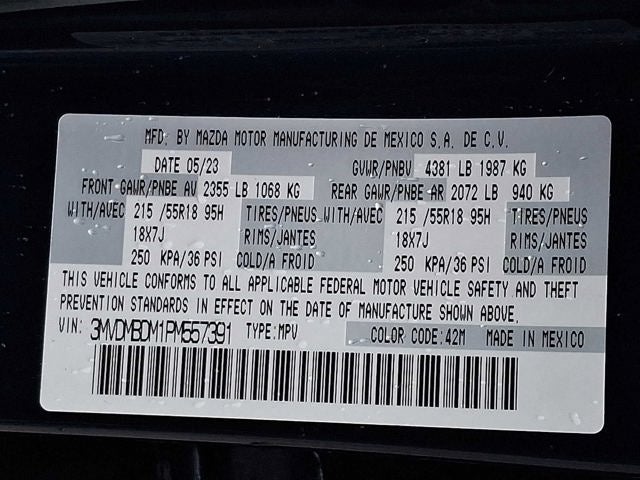 MFD. BY MAZDA MOTOR MANUFACTURING DE MEXICO S.A. DE C.V.
DATE 05/23 GVWR/PNBV 4381 LB 1987 KG
FRONT GAWR/PNBE AV 2355 LB 1068 KG REAR GAWR/PNBE AR 2072 LB 940 KG
WITH/AVEC 215 /55R18 95H TIRES/PNEUS WITH/AVEC 215 /55R18 95H TIRES/PNEUS
18X7J RIMS/JANTES 18X7J RIMS/JANTES
250 KPA/36 PSI COLD/A FROID 250 KPA/36 PSI COLD/A FROID
THIS VEHICLE CONFORMS TO ALL APPLICABLE FEDERAL MOTOR VEHICLE SAFETY AND THEFT
PREVENTION STANDARDS IN EFFECT ON THE DATE OF MANUFACTURE SHOWN ABOVE.
VIN: 3MVDMBDM1PM557391 TYPE: MPV COLOR CODE: 42M MADE IN MEXICO